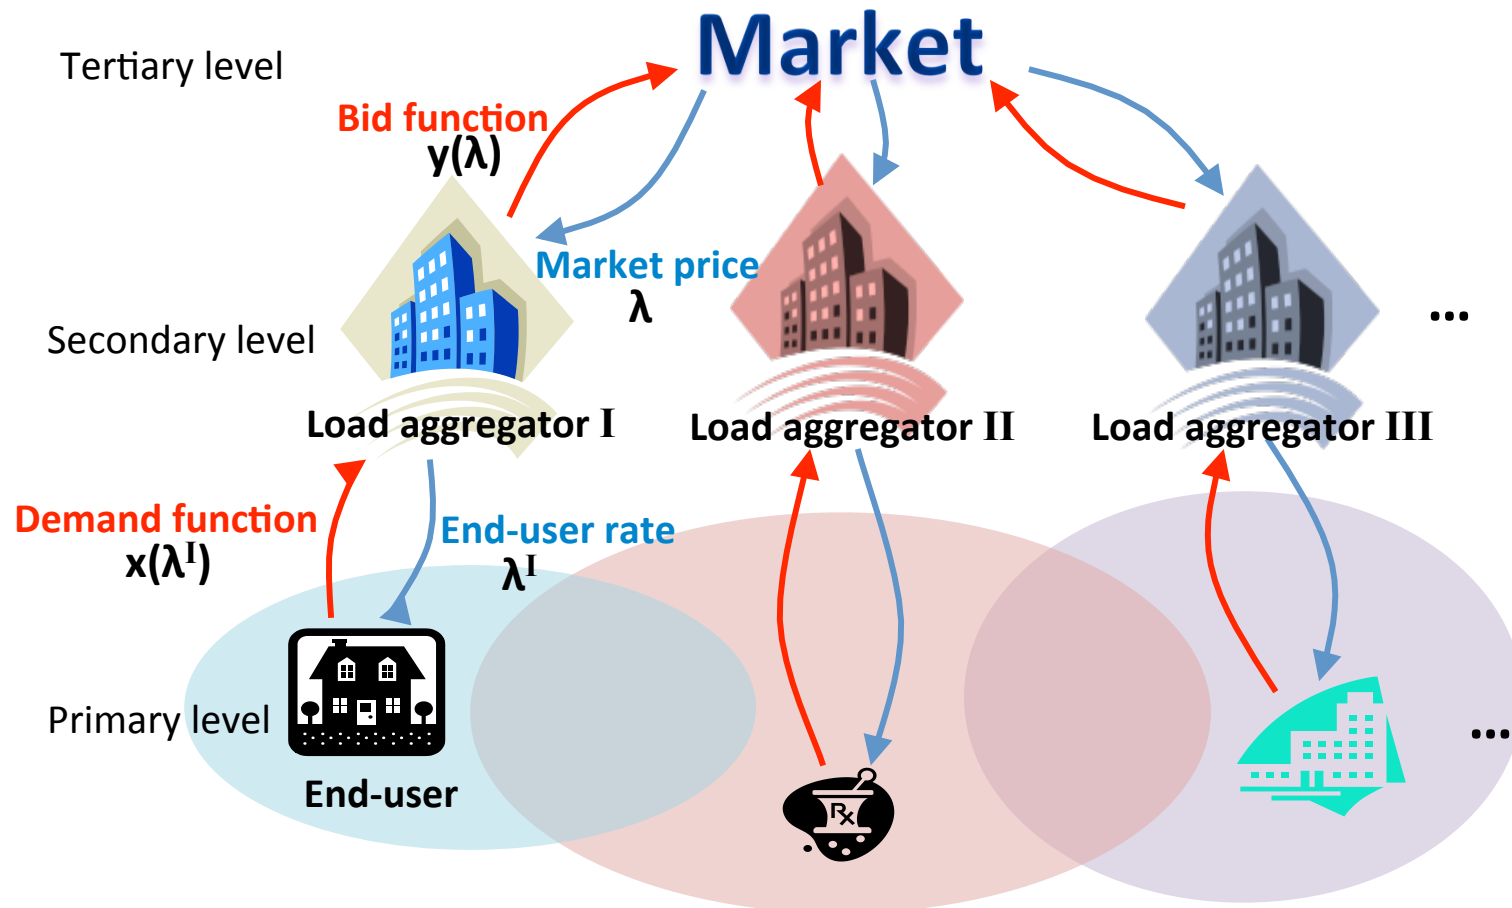 Market
Tertiary level
Bid function
y(λ)
Market price
λ
Secondary level
...
Load aggregator I
Load aggregator II
Load aggregator III
Demand function
x(λᴵ)
End-user rate
λᴵ
Primary level
...
End-user
Rx